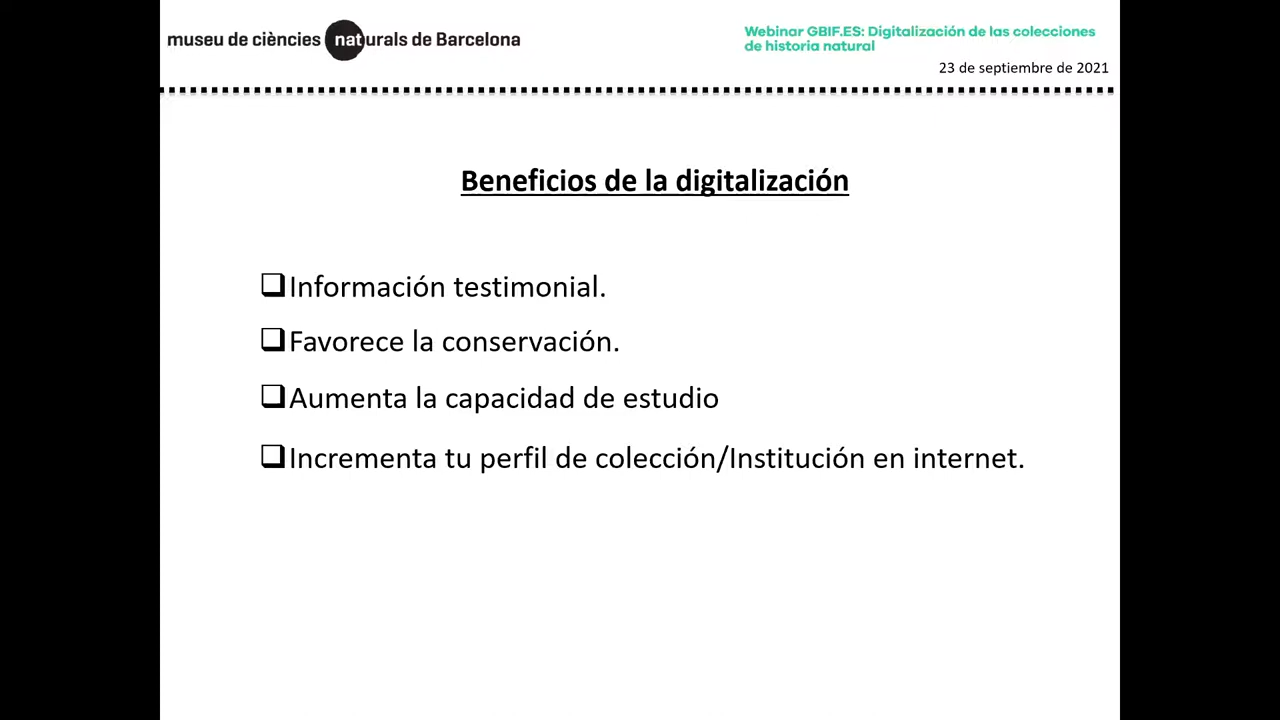 museu de ciències naturals de Barcelona
Webinar GBIF.ES: Digitalización de las colecciones
de historia natural
23 de septiembre de 2021
Beneficios de la digitalización
Información testimonial.
Favorece la conservación.
Aumenta la capacidad de estudio
Incrementa tu perfil de colección/Institución en internet.